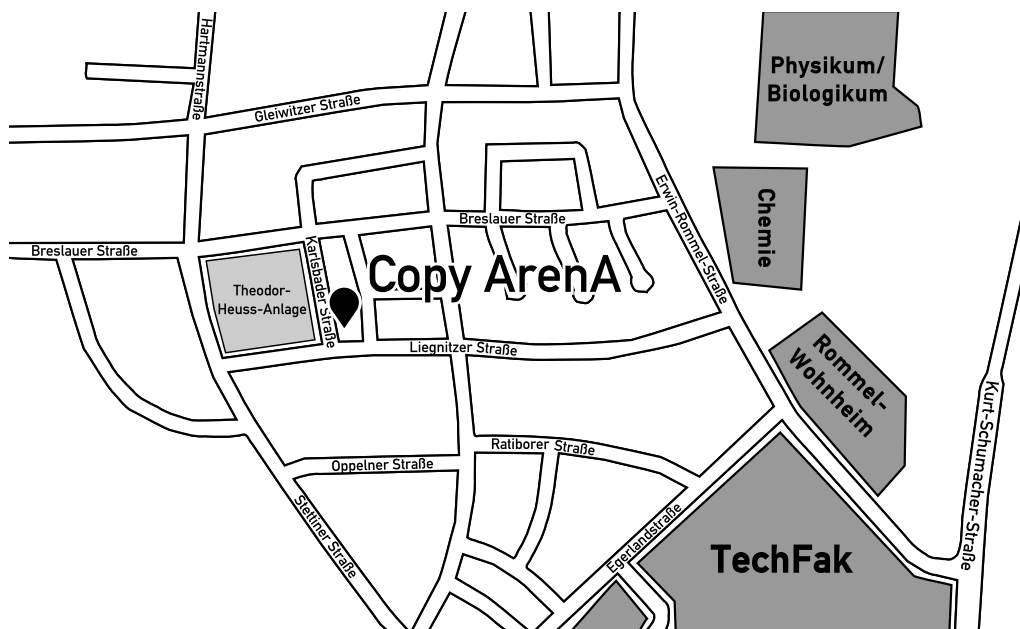 Hartmannstraße
Physikum/
Biologikum
Gleiwitzer Straße
Erwin-Rommel-Straße
Chemie
Breslauer Straße
Breslauer Straße
Karlsbader Straße
Copy ArenA
Theodor-
Heuss-Anlage
Liegnitzer Straße
Rommel-
Wohnheim
Kurt-Schumacher-Straße
Ratiborer Straße
Oppelner Straße
Stettiner Straße
Egerlandstraße
TechFak